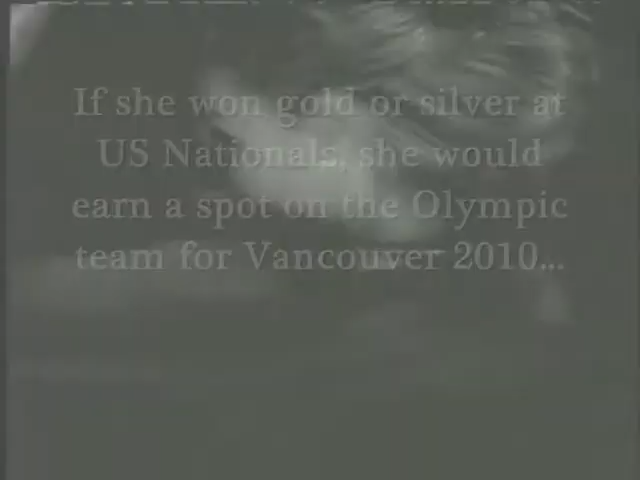 If she won gold or silver at
US Nationals, she would
earn a spot on the Olympic
team for Vancouver 2010...